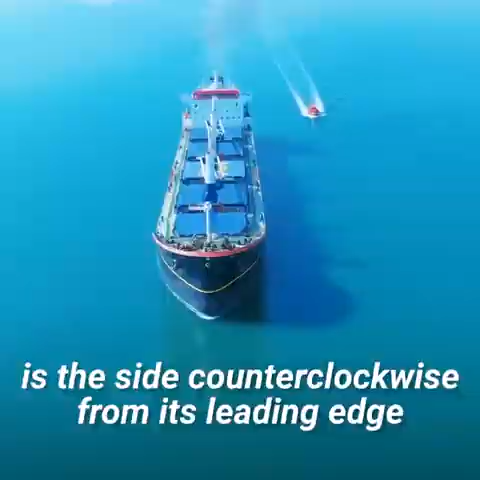 is the side counterclockwise
from its leading edge